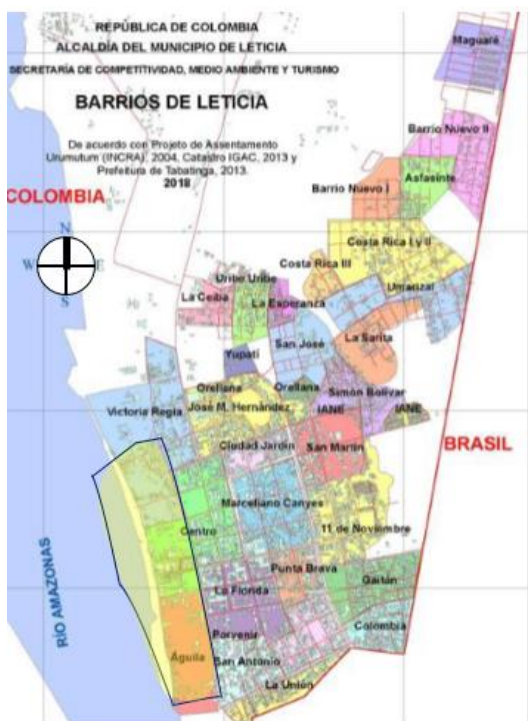 REPÚBLICA DE COLOMBIA
ALCALDÍA DEL MUNICIPIO DE LETICIA
SECRETARÍA DE COMPETITIVIDAD, MEDIO AMBIENTE Y TURISMO
BARRIOS DE LETICIA
De acuerdo con Projeto de Assentamento
Urumutum (INCRA), 2004, Catastro IGAC, 2013 y
Prefeitura de Tabatinga, 2013.
2018
Magualé
Barrio Nuevo II
Asfasinte
Barrio Nuevo I
COLOMBIA
N
W
E
S
Costa Rica I y II
Costa Rica III
Umarizal
Uribe Uribe
La Ceiba
La Esperanza
San José
La Sarita
Yupati
Orellana
Orellana
Simón Bolívar
Victoria Regia
José M. Hernández
IANE
IANE
Ciudad Jardín
San Martín
BRASIL
Marceliano Canyes
Centro
11 de Noviembre
RÍO AMAZONAS
Punta Brava
Gaitán
La Florida
Colombia
Porvenir
Águila
San Antonio
La Unión